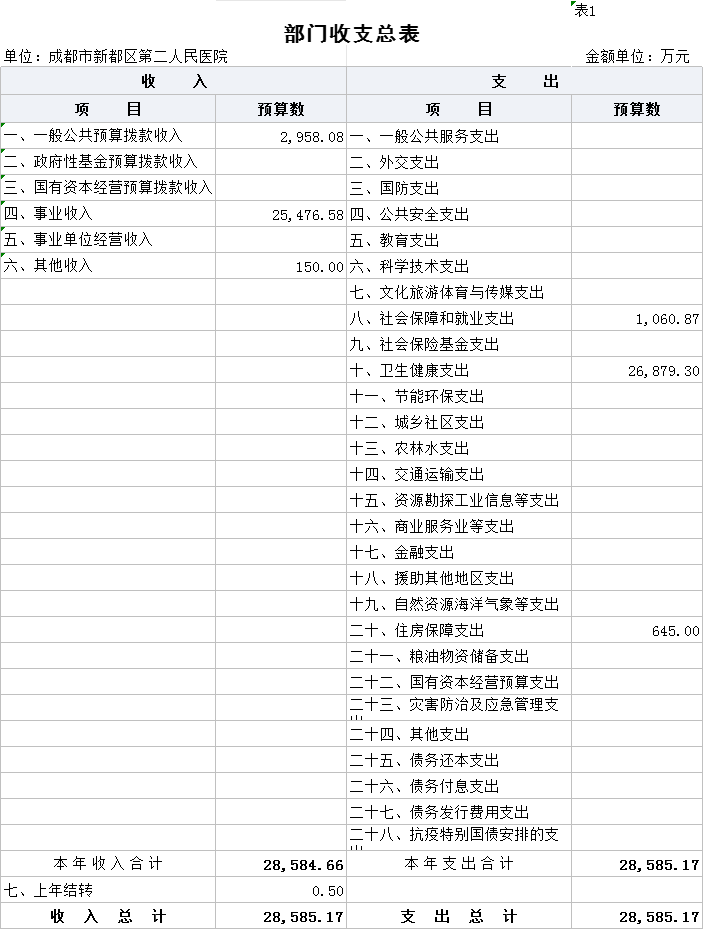 表1
部门收支总表
单位：成都市新都区第二人民医院 金额单位：万元
收 入 支 出
项 目 预算数 项 目 预算数
一、一般公共预算拨款收入 2,958.08 一、一般公共服务支出
二、政府性基金预算拨款收入 二、外交支出
三、国有资本经营预算拨款收入 三、国防支出
四、事业收入 25,476.58 四、公共安全支出
五、事业单位经营收入 五、教育支出
六、其他收入 150.00 六、科学技术支出
七、文化旅游体育与传媒支出
八、社会保障和就业支出 1,060.87
九、社会保险基金支出
十、卫生健康支出 26,879.30
十一、节能环保支出
十二、城乡社区支出
十三、农林水支出
十四、交通运输支出
十五、资源勘探工业信息等支出
十六、商业服务业等支出
十七、金融支出
十八、援助其他地区支出
十九、自然资源海洋气象等支出
二十、住房保障支出 645.00
二十一、粮油物资储备支出
二十二、国有资本经营预算支出
二十三、灾害防治及应急管理支
出
二十四、其他支出
二十五、债务还本支出
二十六、债务付息支出
二十七、债务发行费用支出
二十八、抗疫特别国债安排的支
出
本年收入合计 28,584.66 本年支出合计 28,585.17
七、上年结转 0.50
收 入 总 计 28,585.17 支 出 总 计 28,585.17